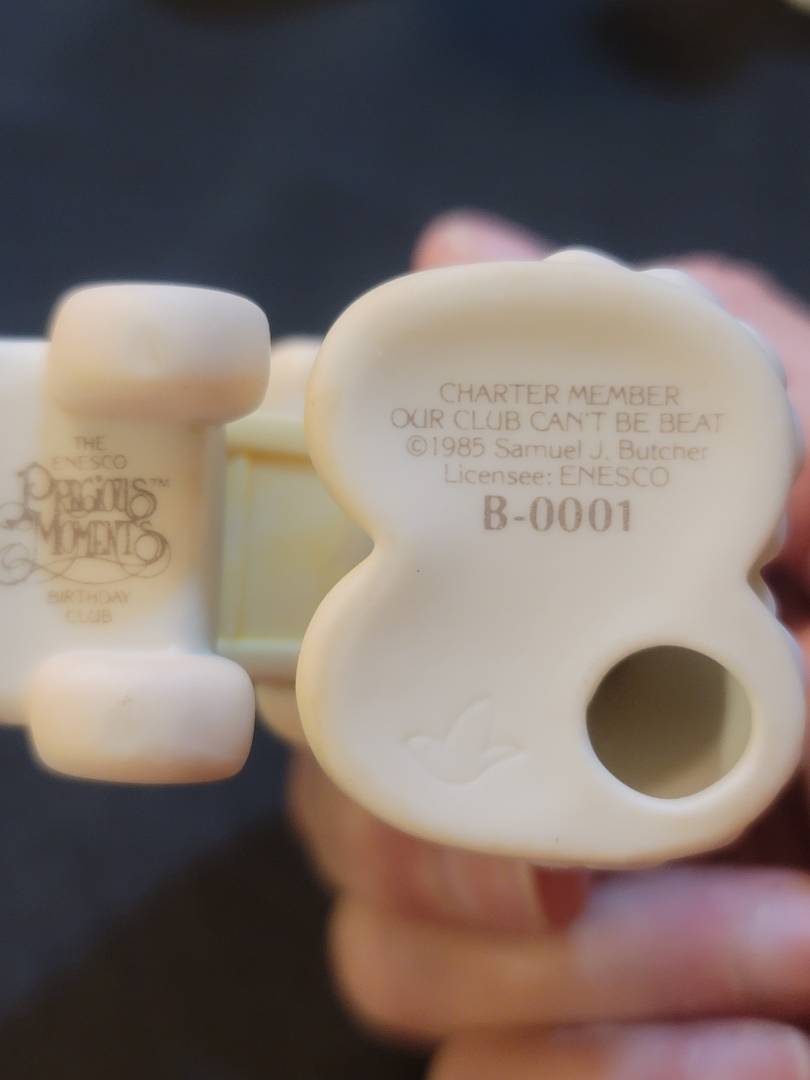 THE
ENESCO
PRECIOUS™
MOMENTS
BIRTHDAY
CLUB
CHARTER MEMBER
OUR CLUB CAN'T BE BEAT
©1985 Samuel J. Butcher
Licensee: ENESCO
B-0001